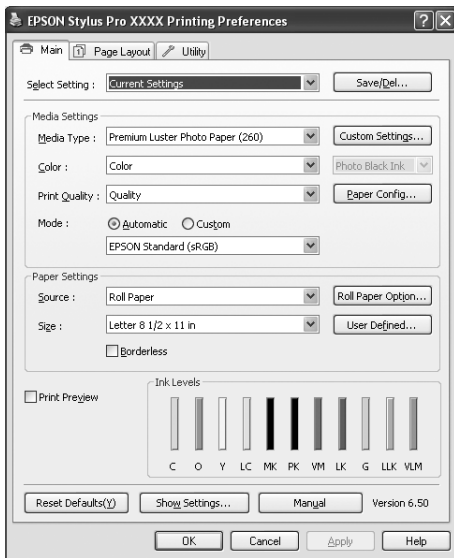 EPSON Stylus Pro XXXX Printing Preferences
Main Page Layout Utility
Select Setting : Current Settings Save/Del...
Media Settings
Media Type : Premium Luster Photo Paper (260) Custom Settings...
Color : Color Photo Black Ink
Print Quality : Quality Paper Config...
Mode : Automatic Custom
EPSON Standard (sRGB)
Paper Settings
Source : Roll Paper Roll Paper Option...
Size : Letter 8 1/2 x 11 in User Defined...
Borderless
Print Preview
Ink Levels
C O Y LC MK PK VM LK G LLK VLM
Reset Defaults(Y) Show Settings... Manual Version 6.50
OK Cancel Apply Help